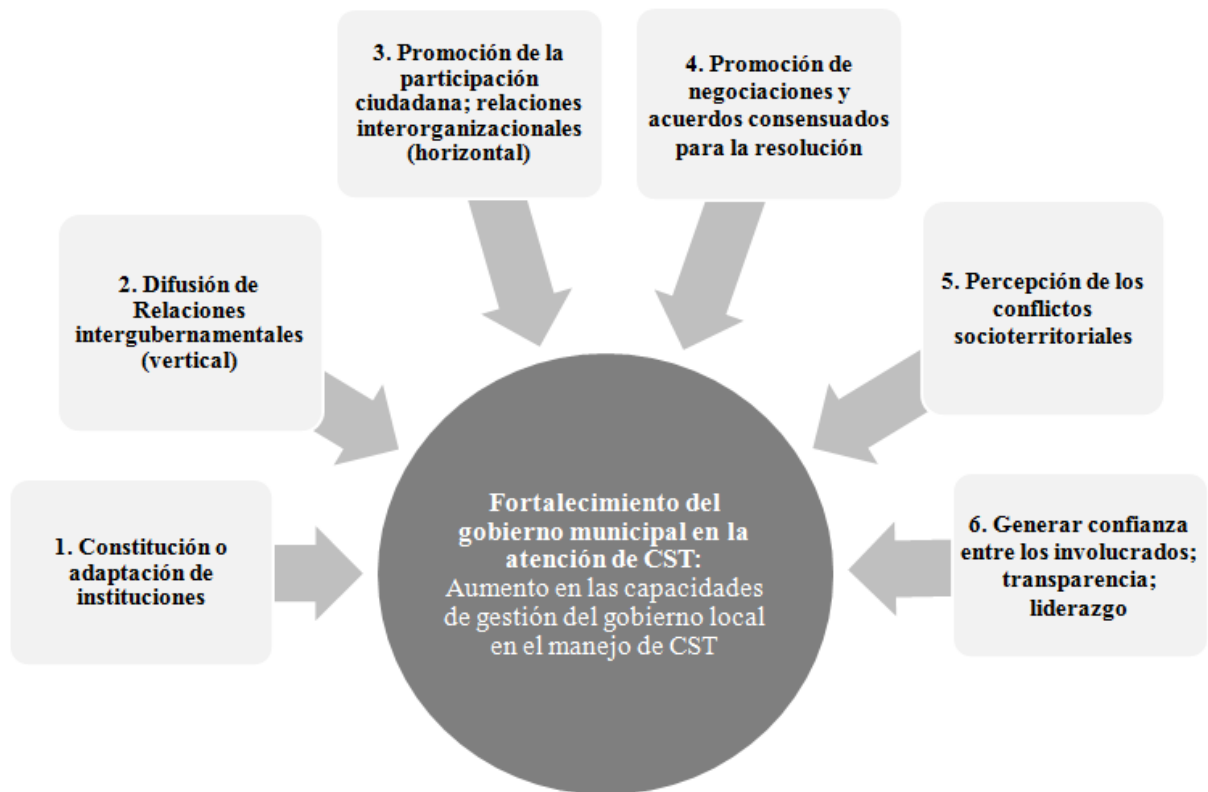 1. Constitución o
adaptación de
instituciones
2. Difusión de
Relaciones
intergubernamentales
(vertical)
3. Promoción de la
participación
ciudadana; relaciones
interorganizacionales
(horizontal)
4. Promoción de
negociaciones y
acuerdos consensuados
para la resolución
5. Percepción de los
conflictos
socioterritoriales
6. Generar confianza
entre los involucrados;
transparencia;
liderazgo
Fortalecimiento del
gobierno municipal en la
atención de CST:
Aumento en las capacidades
de gestión del gobierno local
en el manejo de CST